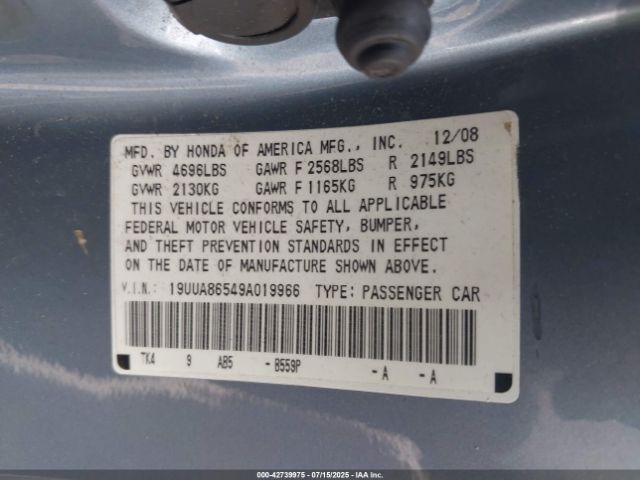 MFD. BY HONDA OF AMERICA MFG., INC. 12/08
GVWR 4696LBS GAWR F 2568LBS R 2149LBS
GVWR 2130KG GAWR F 1165KG R 975KG
THIS VEHICLE CONFORMS TO ALL APPLICABLE
FEDERAL MOTOR VEHICLE SAFETY, BUMPER,
AND THEFT PREVENTION STANDARDS IN EFFECT
ON THE DATE OF MANUFACTURE SHOWN ABOVE.
V.I.N.: 19UUA86549A019966 TYPE: PASSENGER CAR
TK4 9 AB5 - B559P - A - A
000-42739975 - 07/15/2025 - IAA Inc.